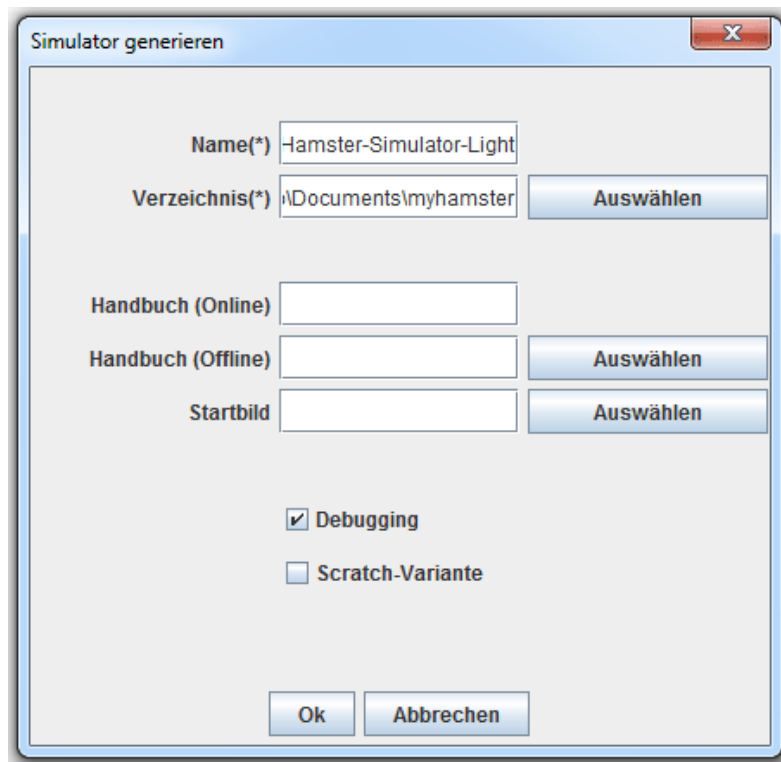 Simulator generieren
Name(*) Hamster-Simulator-Light
Verzeichnis(*) \Documents\myhamster Auswählen
Handbuch (Online)
Handbuch (Offline) Auswählen
Startbild Auswählen
Debugging
Scratch-Variante
Ok Abbrechen